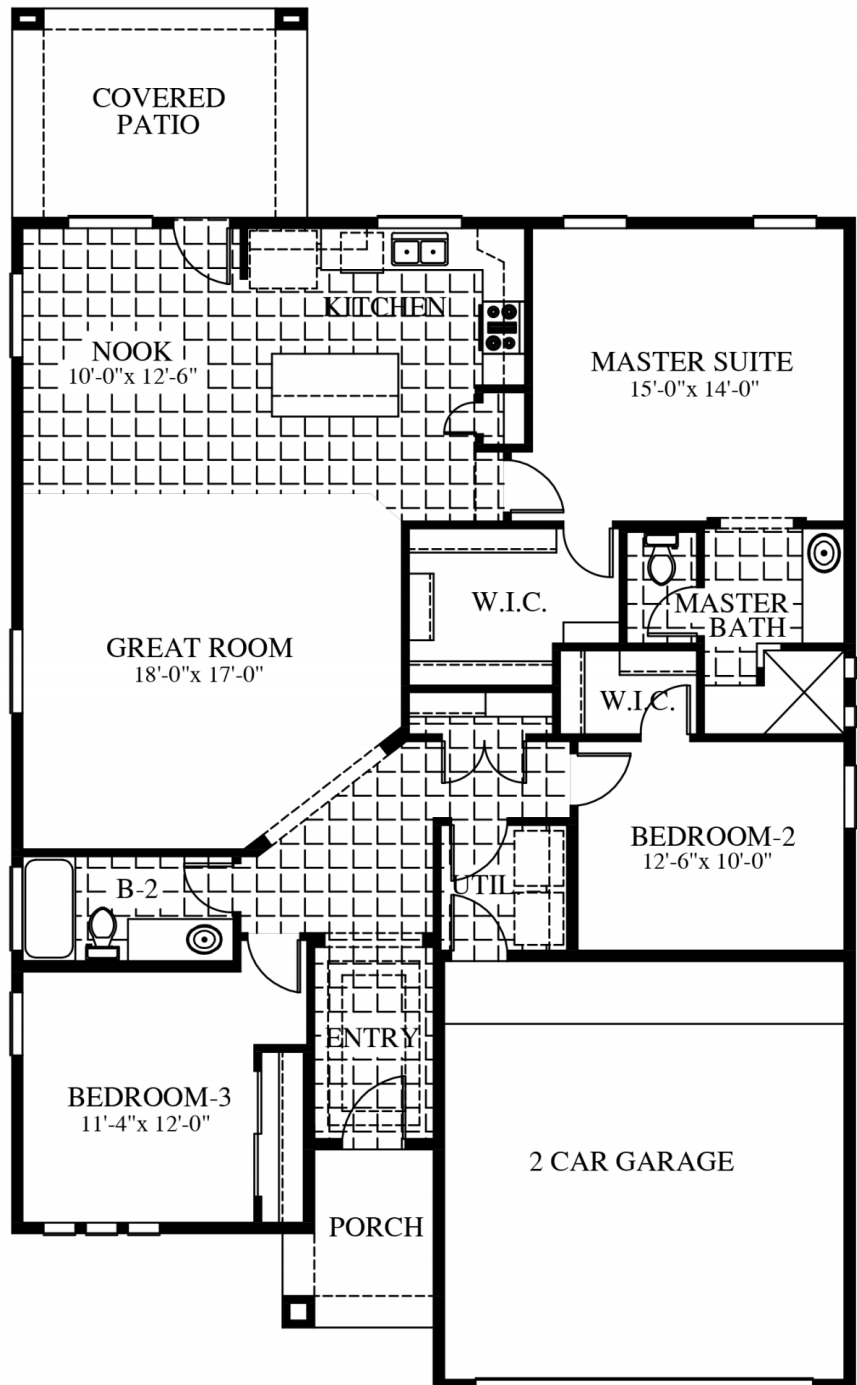 COVERED
PATIO
KITCHEN
NOOK
10'-0"x 12'-6"
MASTER SUITE
15'-0"x 14'-0"
W.I.C.
MASTER
BATH
GREAT ROOM
18'-0"x 17'-0"
W.I.C.
BEDROOM-2
12'-6"x 10'-0"
B-2
UTIL.
ENTRY
BEDROOM-3
11'-4"x 12'-0"
2 CAR GARAGE
PORCH